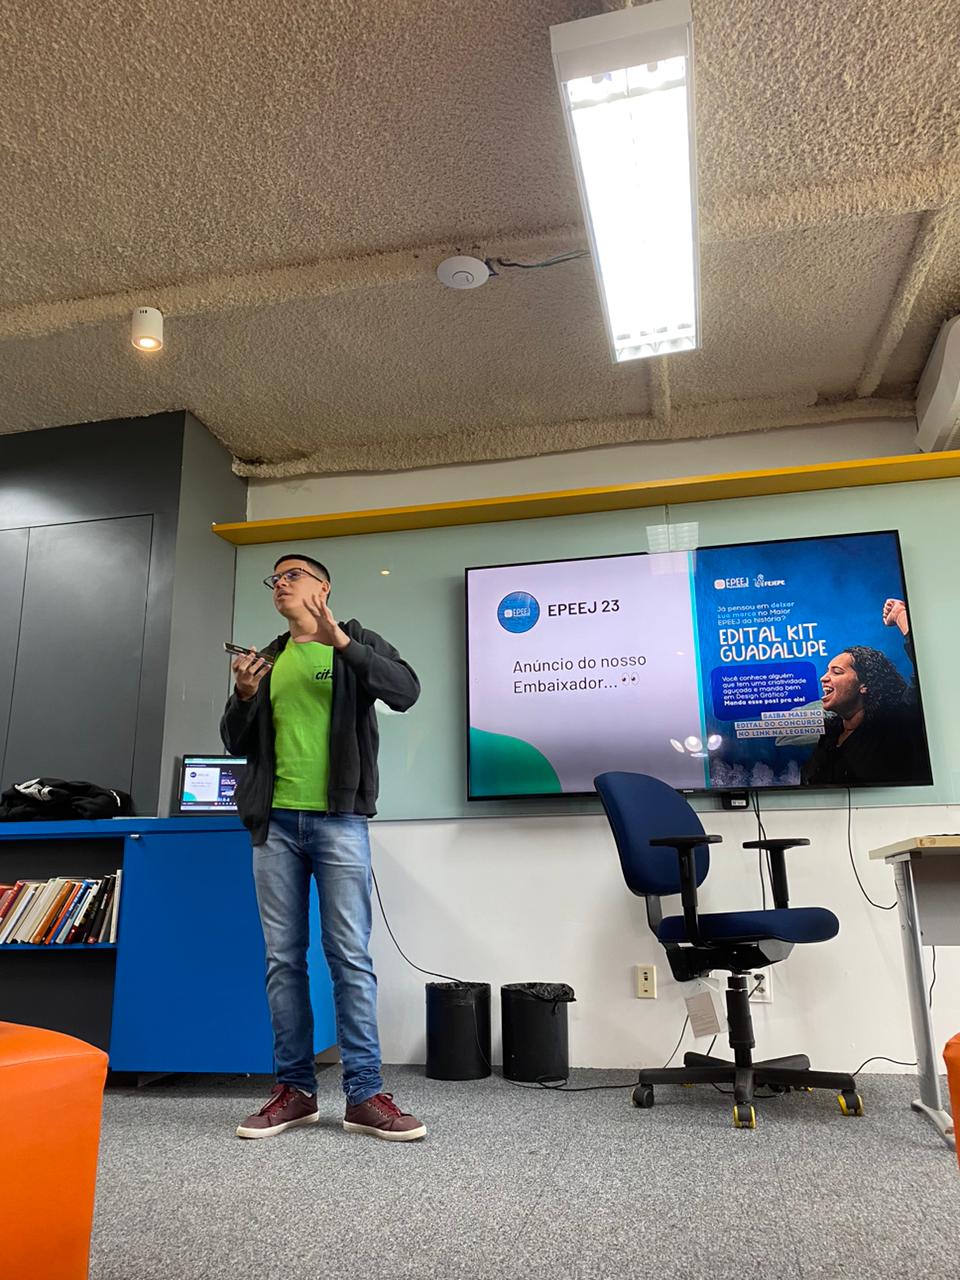 EPEEJ
EPEEJ 23
Anúncio do nosso
Embaixador... 👀
EPEEJ
FEJEPE
Já pensou em deixar
sua marca no Maior
EPEEJ da história?
EDITAL KIT
GUADALUPE
Você conhece alguém
que tem uma criatividade
aguçada e manda bem
em Design Gráfico?
Manda esse post pra ele!
SAIBA MAIS NO
EDITAL DO CONCURSO
NO LINK NA LEGENDA!